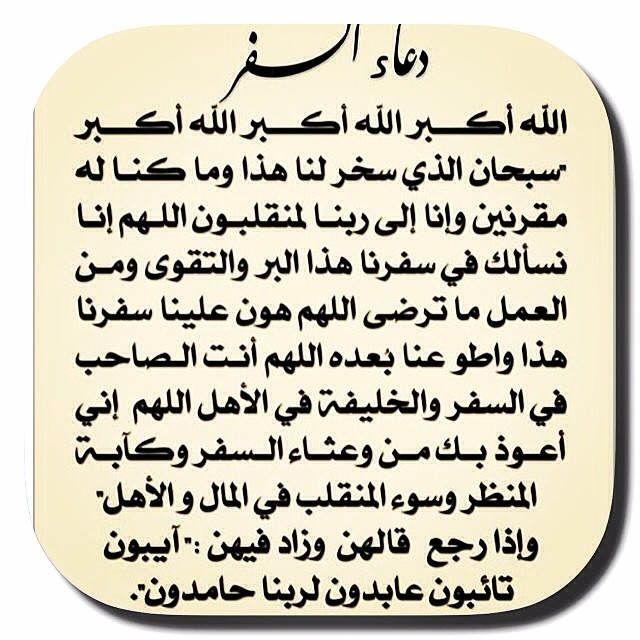 دعاء السفر
الله أكبر الله أكبر الله أكبر
"سبحان الذي سخر لنا هذا وما كنا له
مقرنين وإنا إلى ربنا لمنقلبون اللهم إنا
نسألك في سفرنا هذا البر والتقوى ومن
العمل ما ترضى اللهم هون علينا سفرنا
هذا واطو عنا بعده اللهم أنت الصاحب
في السفر والخليفة في الأهل اللهم إني
أعوذ بك من وعثاء السفر وكآبة
المنظر وسوء المنقلب في المال و الأهل"
وإذا رجع قالهن وزاد فيهن :"آيبون
تائبون عابدون لربنا حامدون".